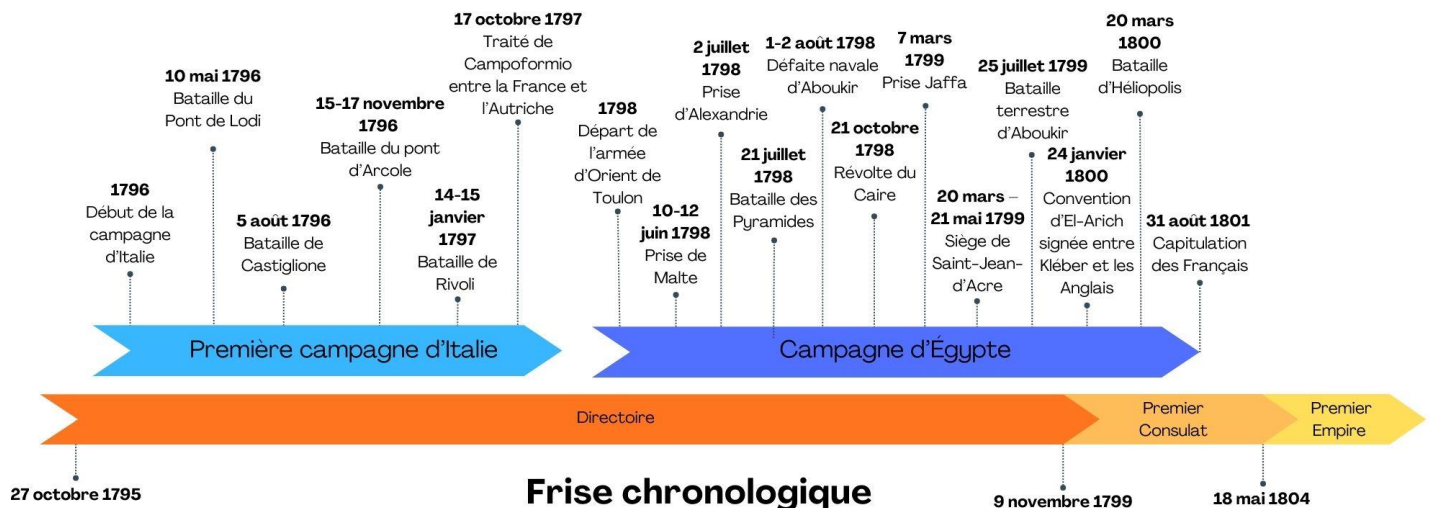 1796
Début de la
campagne
d'Italie
10 mai 1796
Bataille du
Pont de Lodi
5 août 1796
Bataille de
Castiglione
15-17 novembre
1796
Bataille du pont
d'Arcole
14-15
janvier
1797
Bataille de
Rivoli
17 octobre 1797
Traité de
Campoformio
entre la France et
l'Autriche
1798
Départ de
l'armée
d'Orient de
Toulon
10-12
juin 1798
Prise de
Malte
2 juillet
1798
Prise
d'Alexandrie
21 juillet
1798
Bataille des
Pyramides
1-2 août 1798
Défaite navale
d'Aboukir
21 octobre
1798
Révolte du
Caire
7 mars
1799
Prise Jaffa
20 mars –
21 mai 1799
Siège de
Saint-Jean-
d'Acre
25 juillet 1799
Bataille
terrestre
d'Aboukir
24 janvier
1800
Convention
d'El-Arich
signée entre
Kléber et les
Anglais
20 mars
1800
Bataille
d'Héliopolis
31 août 1801
Capitulation
des Français
Première campagne d'Italie
Campagne d'Égypte
Directoire
Premier
Consulat
Premier
Empire
27 octobre 1795
9 novembre 1799
18 mai 1804
Frise chronologique